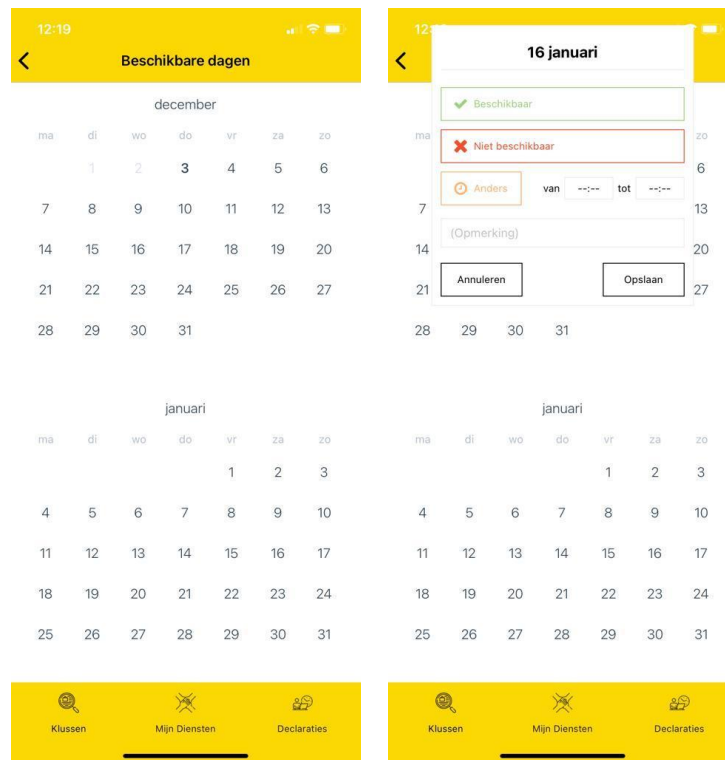 12:19
Beschikbare dagen
december
ma di wo do vr za zo
1 2 3 4 5 6
7 8 9 10 11 12 13
14 15 16 17 18 19 20
21 22 23 24 25 26 27
28 29 30 31
januari
ma di wo do vr za zo
1 2 3
4 5 6 7 8 9 10
11 12 13 14 15 16 17
18 19 20 21 22 23 24
25 26 27 28 29 30 31
Klussen Mijn Diensten Declaraties
16 januari
Beschikbaar
ma Niet beschikbaar zo
6
Anders van --:-- tot --:--
7 13
(Opmerking)
14 20
Annuleren Opslaan
21 27
28 29 30 31
januari
ma di wo do vr za zo
1 2 3
4 5 6 7 8 9 10
11 12 13 14 15 16 17
18 19 20 21 22 23 24
25 26 27 28 29 30 31
Klussen Mijn Diensten Declaraties